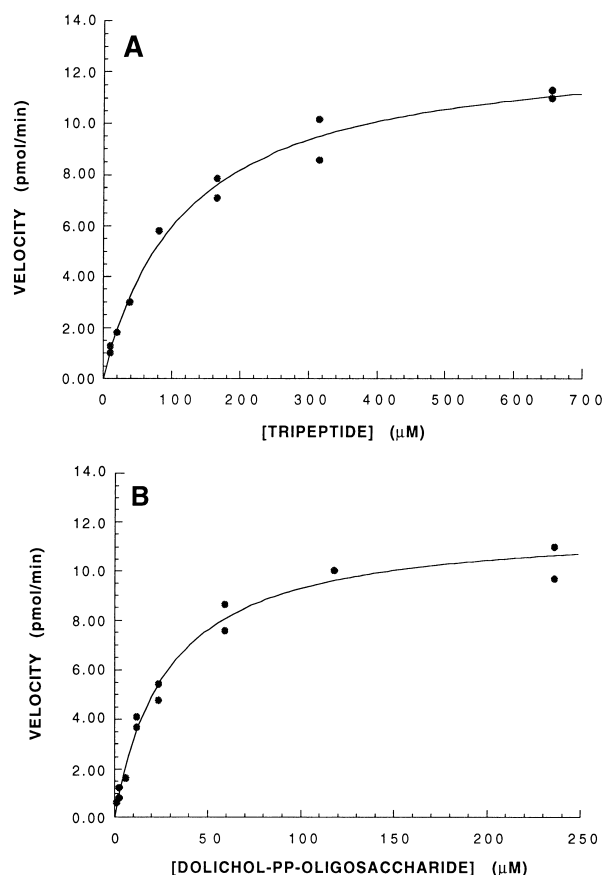 A
14.0
12.0
10.0
8.00
6.00
4.00
2.00
0.00
VELOCITY (pmol/min)
0 100 200 300 400 500 600 700
[TRIPEPTIDE] (μM)
B
14.0
12.0
10.0
8.00
6.00
4.00
2.00
0.00
VELOCITY (pmol/min)
0 50 100 150 200 250
[DOLICHOL-PP-OLIGOSACCHARIDE] (μM)